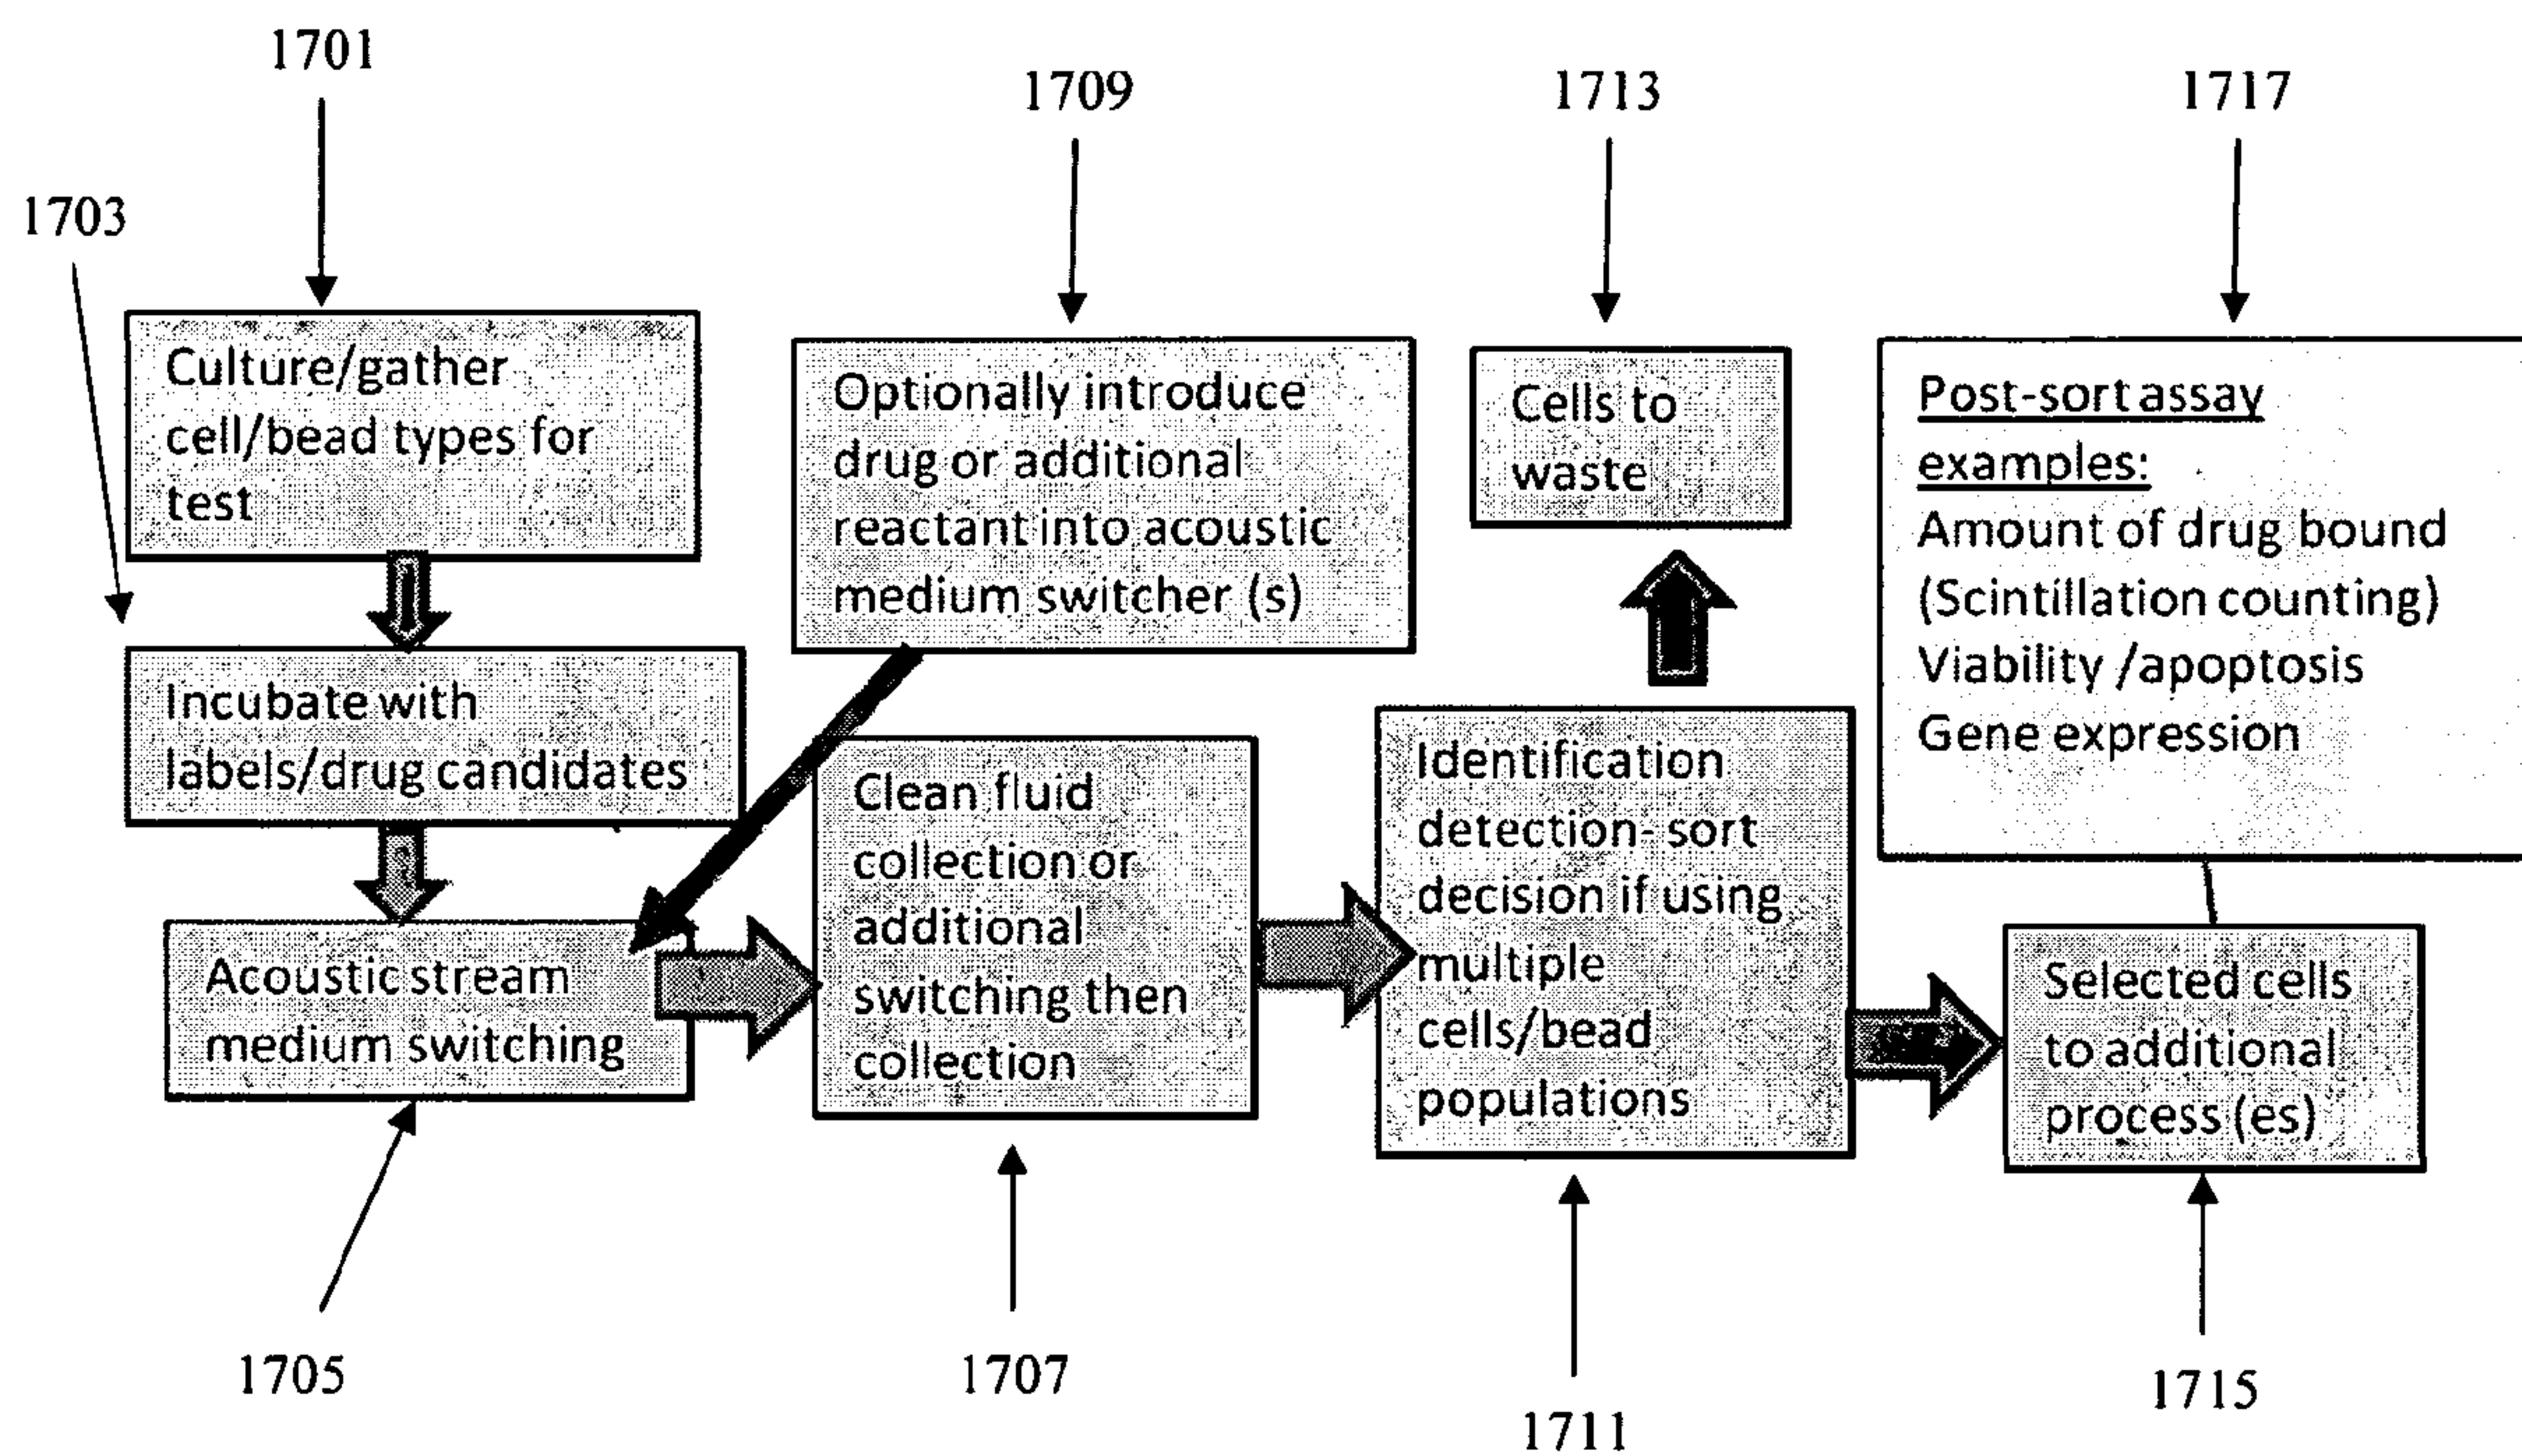 1701
1709
1713
1717
1703
Culture/gather
cell/bead types for
test
Optionally introduce
drug or additional
reactant into acoustic
medium switcher (s)
Cells to
waste
Post-sort assay
examples:
Amount of drug bound
(Scintillation counting)
Viability /apoptosis
Gene expression
Incubate with
labels/drug candidates
Acoustic stream
medium switching
Clean fluid
collection or
additional
switching then
collection
Identification
detection- sort
decision if using
multiple
cells/bead
populations
Selected cells
to additional
process (es)
1705
1707
1711
1715